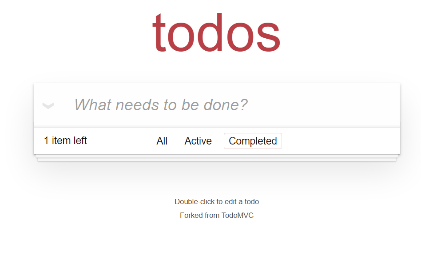 todos
What needs to be done?
1 item left All Active Completed
Double-click to edit a todo
Forked from TodoMVC